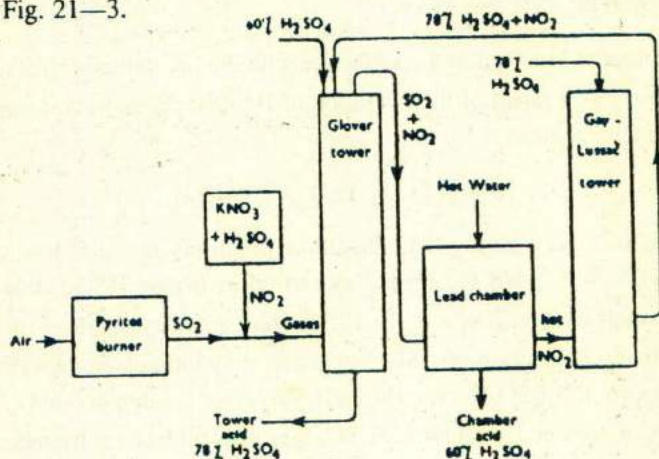 Fig. 21—3.
60% H2SO4
78% H2SO4+NO2
78%
H2SO4
SO2
+
NO2
Glover
tower
Gay-
Lussac
tower
Hot Water
KNO3
+ H2SO4
NO2
Lead chamber
Air
Pyrites
burner
SO2
Gases
hot
NO2
Tower
acid
78% H2SO4
Chamber
acid
60% H2SO4